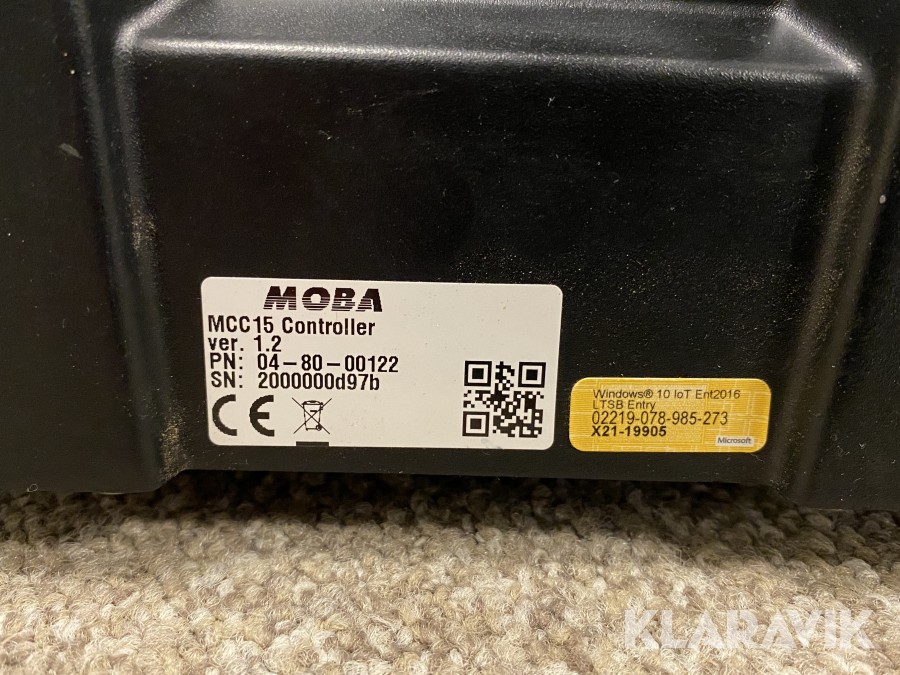 MOBA
MCC15 Controller
ver. 1.2
PN: 04-80-00122
SN: 2000000d97b
CE
Windows® 10 IoT Ent2016
LTSB Entry
02219-078-985-273
X21-19905
Microsoft
KLARAVIK